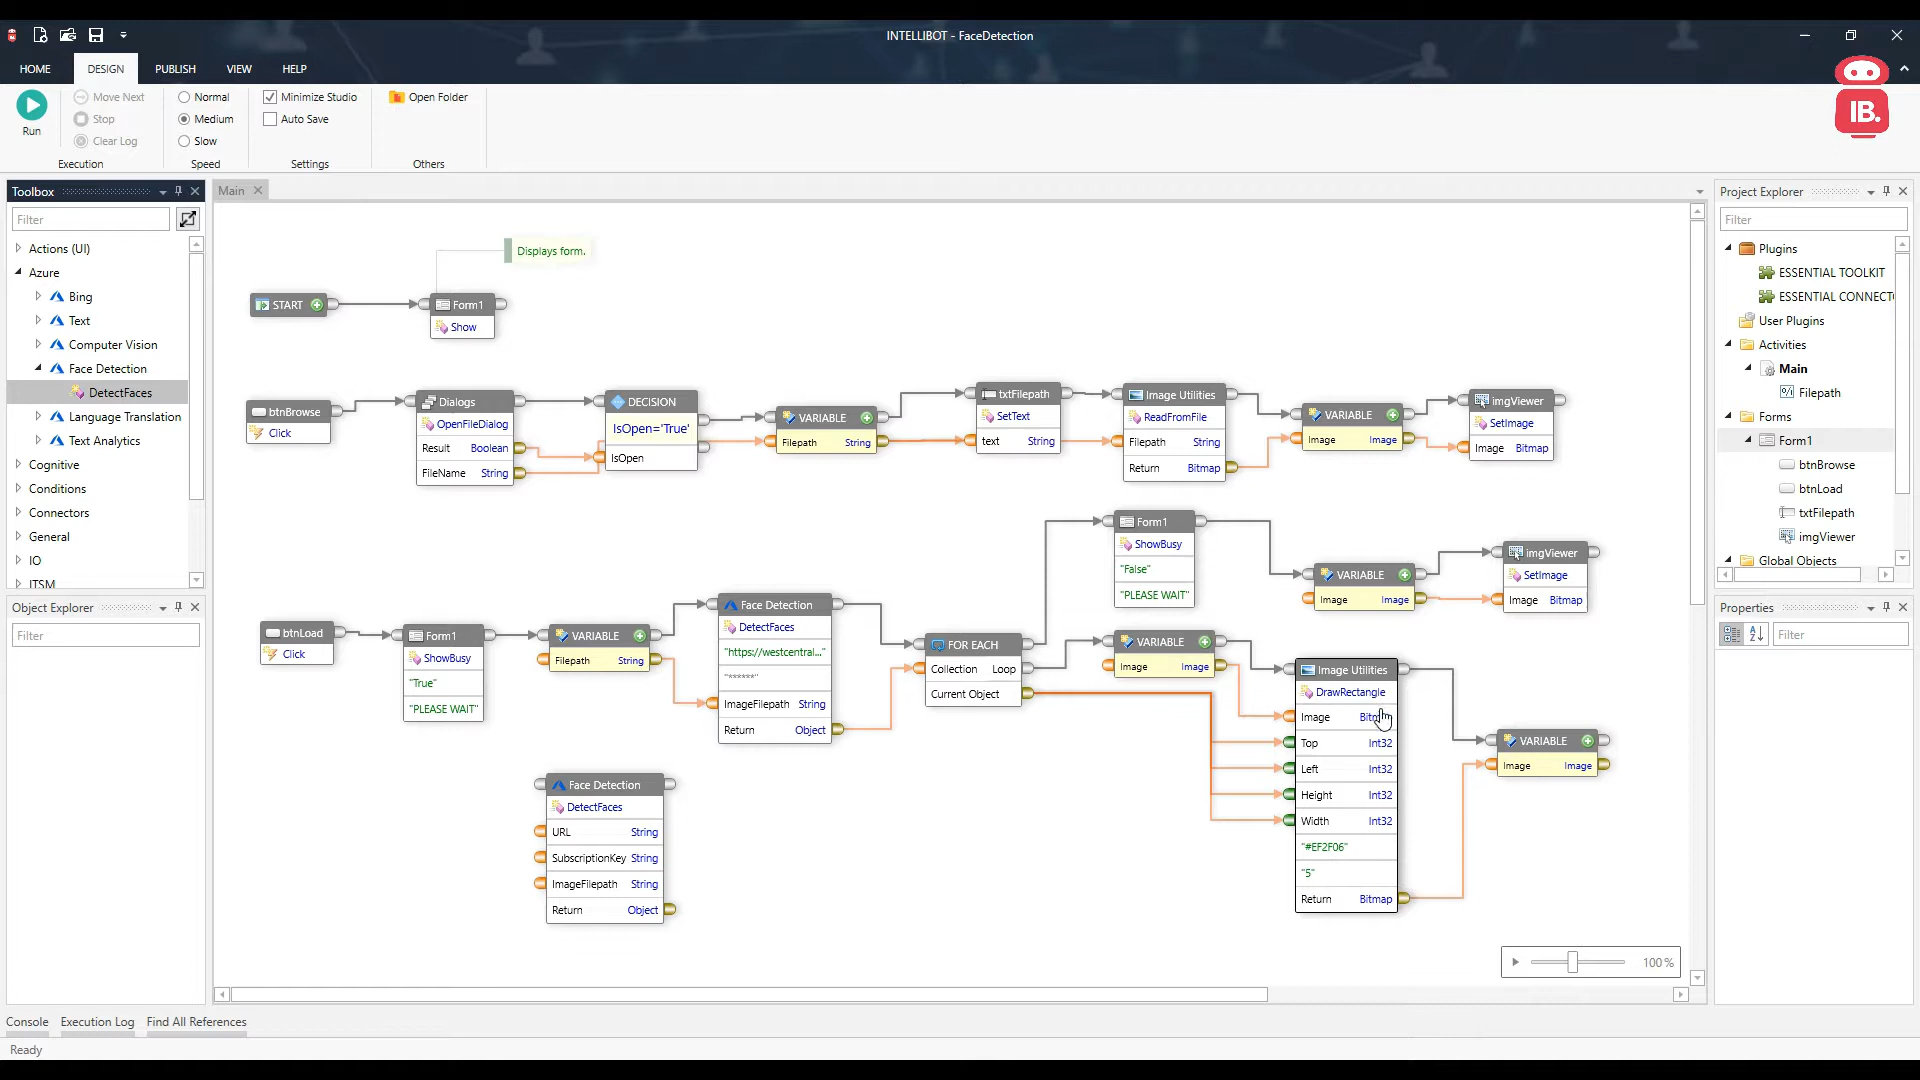 INTELLIBOT - FaceDetection
HOME
DESIGN
PUBLISH
VIEW
HELP
Run
Move Next
Stop
Clear Log
Execution
Normal
Medium
Slow
Speed
Minimize Studio
Auto Save
Settings
Open Folder
Others
IB.
Toolbox
Filter
Actions (UI)
Azure
Bing
Text
Computer Vision
Face Detection
DetectFaces
Language Translation
Text Analytics
Cognitive
Conditions
Connectors
General
IO
ITSM
Object Explorer
Filter
Main
Displays form.
START
Form1
Show
btnBrowse
Click
Dialogs
OpenFileDialog
Result Boolean
FileName String
DECISION
IsOpen='True'
IsOpen
VARIABLE
Filepath String
txtFilepath
SetText
text String
Image Utilities
ReadFromFile
Filepath String
Return Bitmap
VARIABLE
Image Image
imgViewer
SetImage
Image Bitmap
Form1
ShowBusy
"False"
"PLEASE WAIT"
VARIABLE
Image Image
imgViewer
SetImage
Image Bitmap
btnLoad
Click
Form1
ShowBusy
"True"
"PLEASE WAIT"
VARIABLE
Filepath String
Face Detection
DetectFaces
"https://westcentral..."
"******"
ImageFilepath String
Return Object
FOR EACH
Collection Loop
Current Object
VARIABLE
Image Image
Image Utilities
DrawRectangle
Image
Top Int32
Left Int32
Height Int32
Width Int32
"#EF2F06"
"5"
Return Bitmap
VARIABLE
Image Image
Face Detection
DetectFaces
URL String
SubscriptionKey String
ImageFilepath String
Return Object
100%
Project Explorer
Filter
Plugins
ESSENTIAL TOOLKIT
ESSENTIAL CONNECT
User Plugins
Activities
Main
Filepath
Forms
Form1
btnBrowse
btnLoad
txtFilepath
imgViewer
Global Objects
Properties
Filter
Console
Execution Log
Find All References
Ready